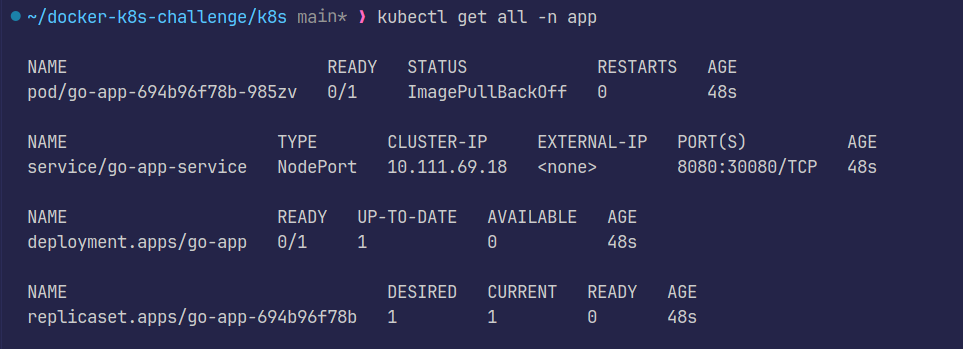 ~/docker-k8s-challenge/k8s main* ❯ kubectl get all -n app
NAME READY STATUS RESTARTS AGE
pod/go-app-694b96f78b-985zv 0/1 ImagePullBackOff 0 48s
NAME TYPE CLUSTER-IP EXTERNAL-IP PORT(S) AGE
service/go-app-service NodePort 10.111.69.18 <none> 8080:30080/TCP 48s
NAME READY UP-TO-DATE AVAILABLE AGE
deployment.apps/go-app 0/1 1 0 48s
NAME DESIRED CURRENT READY AGE
replicaset.apps/go-app-694b96f78b 1 1 0 48s